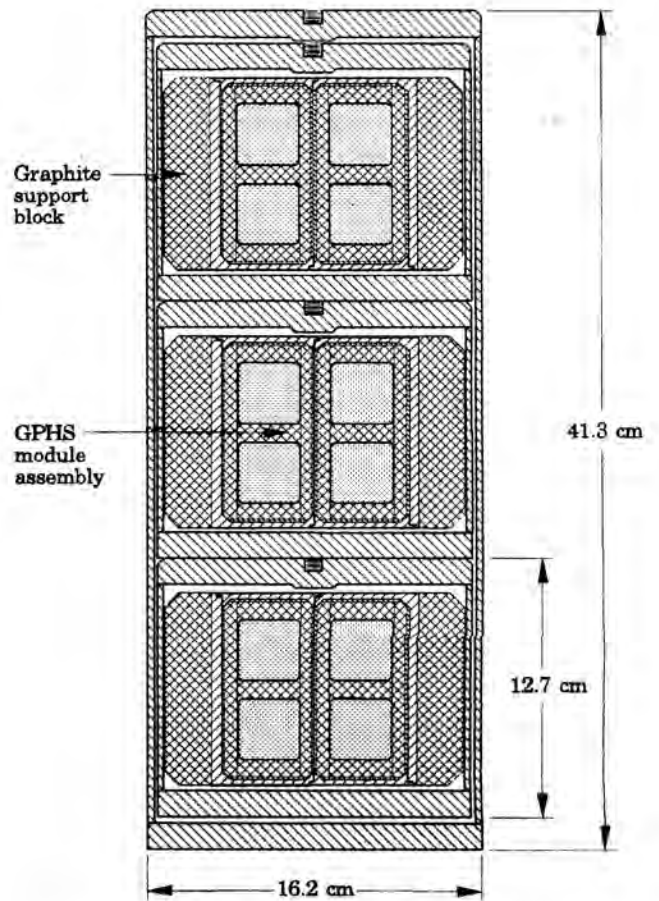 Graphite
support
block
GPHS
module
assembly
41.3 cm
12.7 cm
16.2 cm